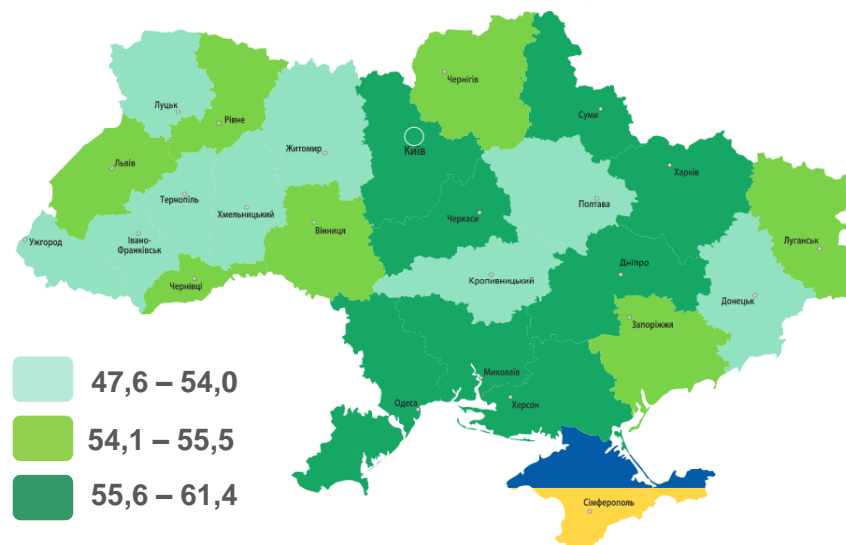 Чернігів
Луцьк
Рівне
Суми
Житомир
Київ
Львів
Харків
Тернопіль
Хмельницький
Полтава
Черкаси
Вінниця
Ужгород
Івано-
Франківськ
Луганськ
Дніпро
Кропивницький
Чернівці
Донецьк
Запоріжжя
Миколаїв
Одеса
Херсон
Сімферополь
47,6 – 54,0
54,1 – 55,5
55,6 – 61,4